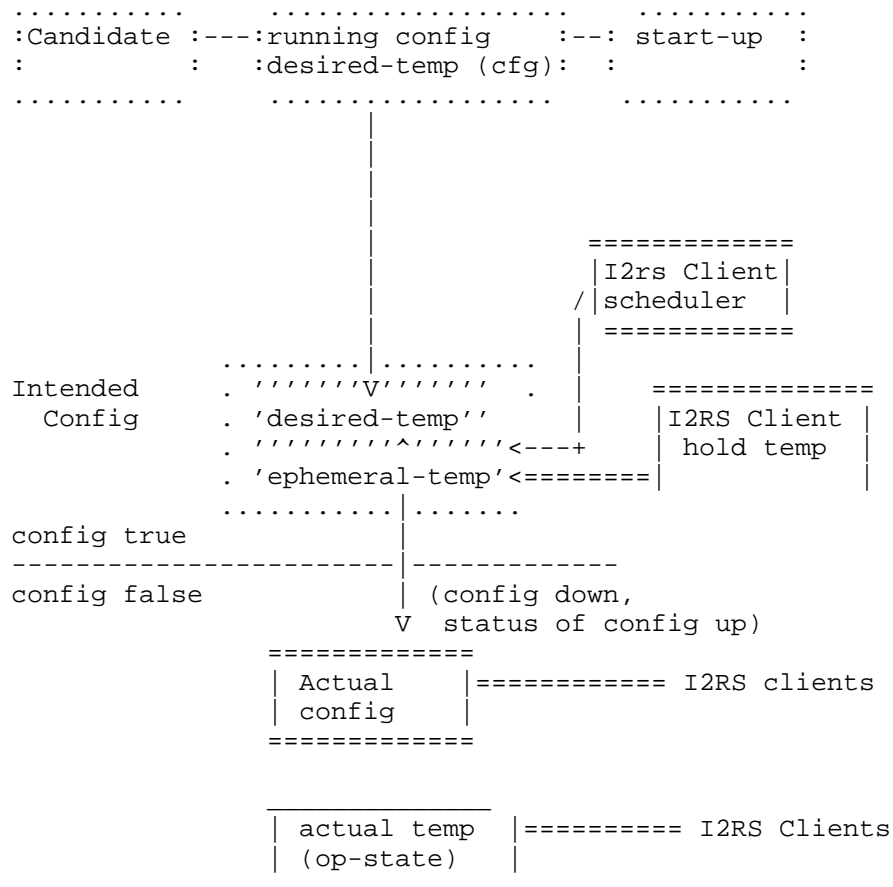 Candidate running config start-up
desired-temp (cfg)
I2rs Client
scheduler
Intended
Config 'desired-temp'' I2RS Client
hold temp
'ephemeral-temp'
config true
config false (config down,
V status of config up)
Actual I2RS clients
config
actual temp I2RS Clients
(op-state)